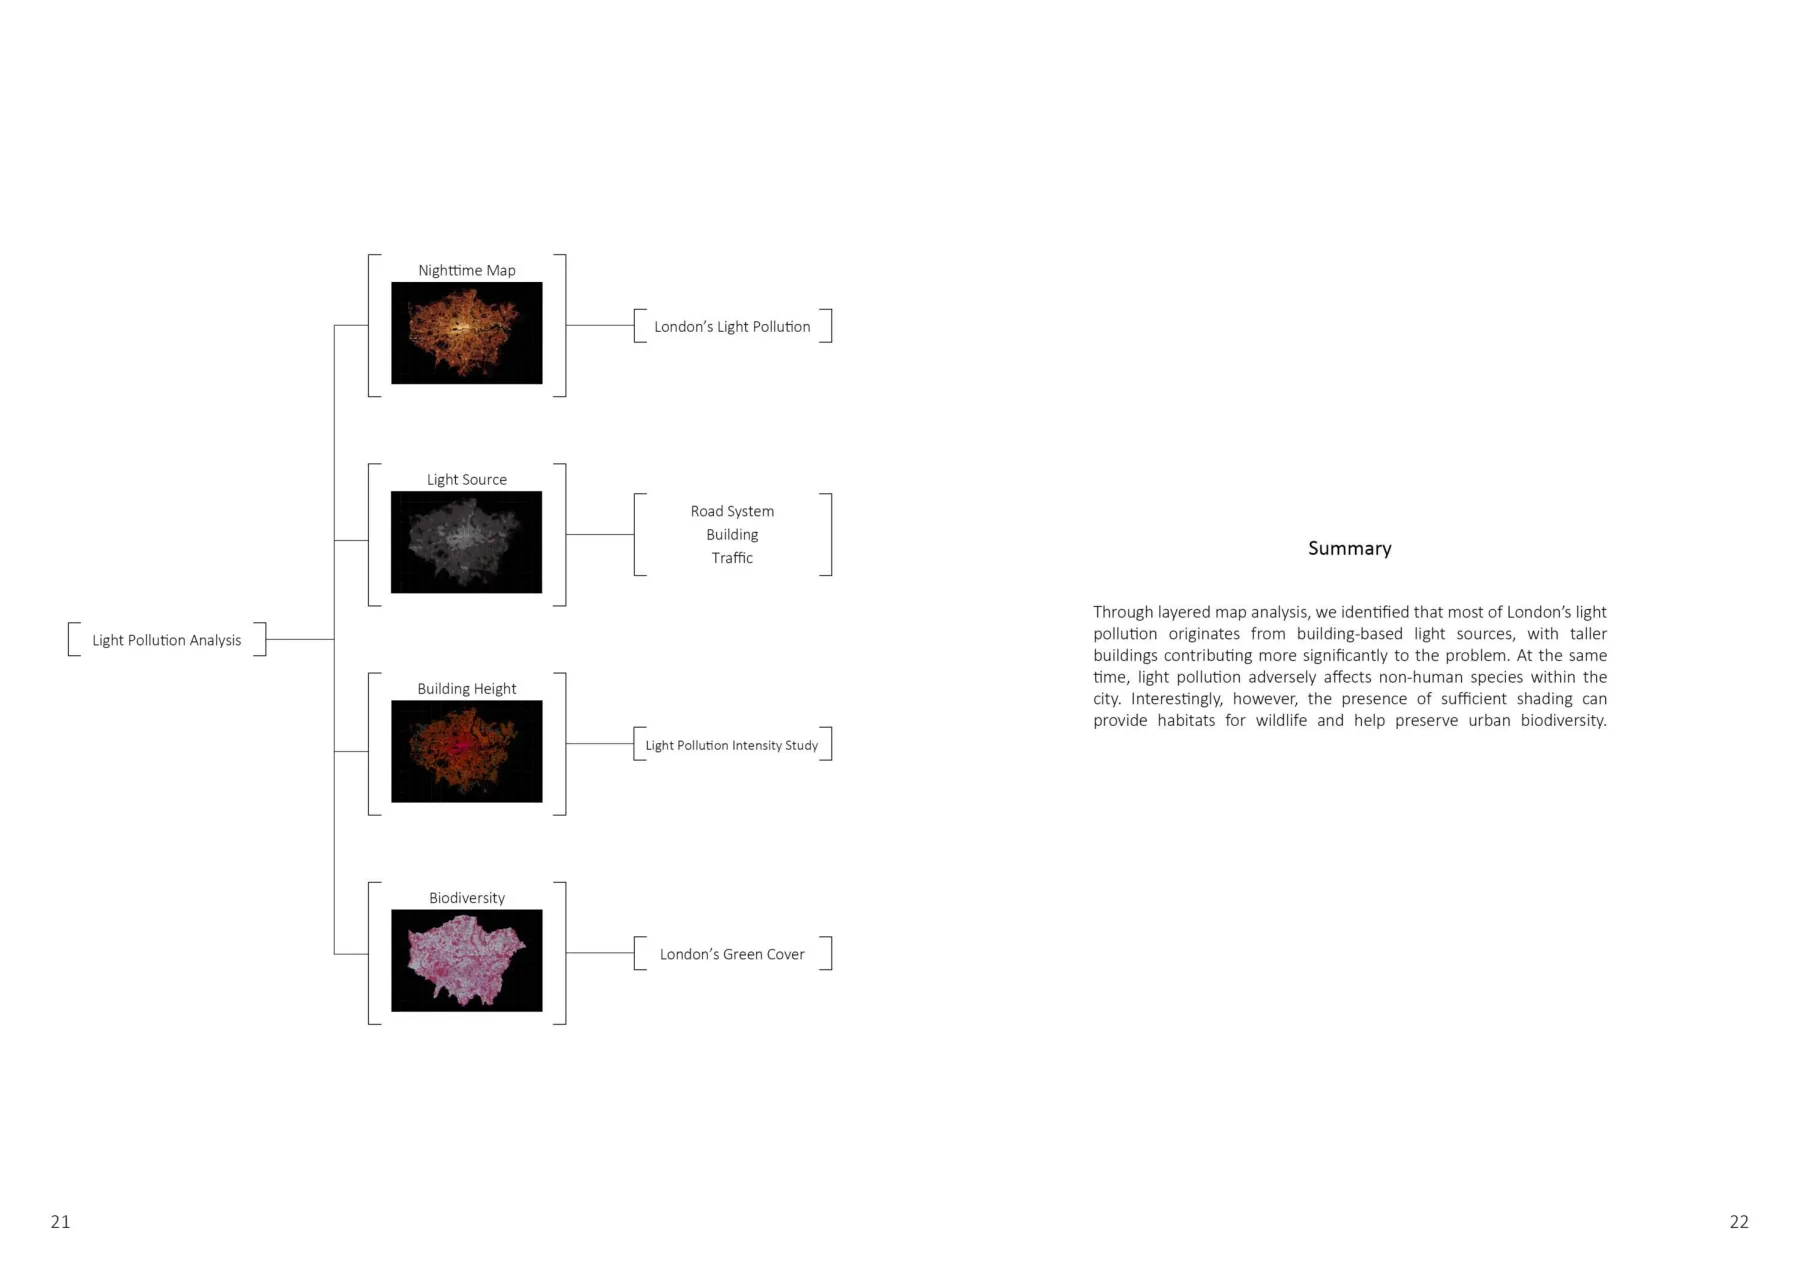 Nighttime Map
London’s Light Pollution
Light Source
Road System
Building
Traffic
Light Pollution Analysis
Building Height
Light Pollution Intensity Study
Biodiversity
London’s Green Cover
21
Summary
Through layered map analysis, we identified that most of London’s light
pollution originates from building-based light sources, with taller
buildings contributing more significantly to the problem. At the same
time, light pollution adversely affects non-human species within the
city. Interestingly, however, the presence of sufficient shading can
provide habitats for wildlife and help preserve urban biodiversity.
22